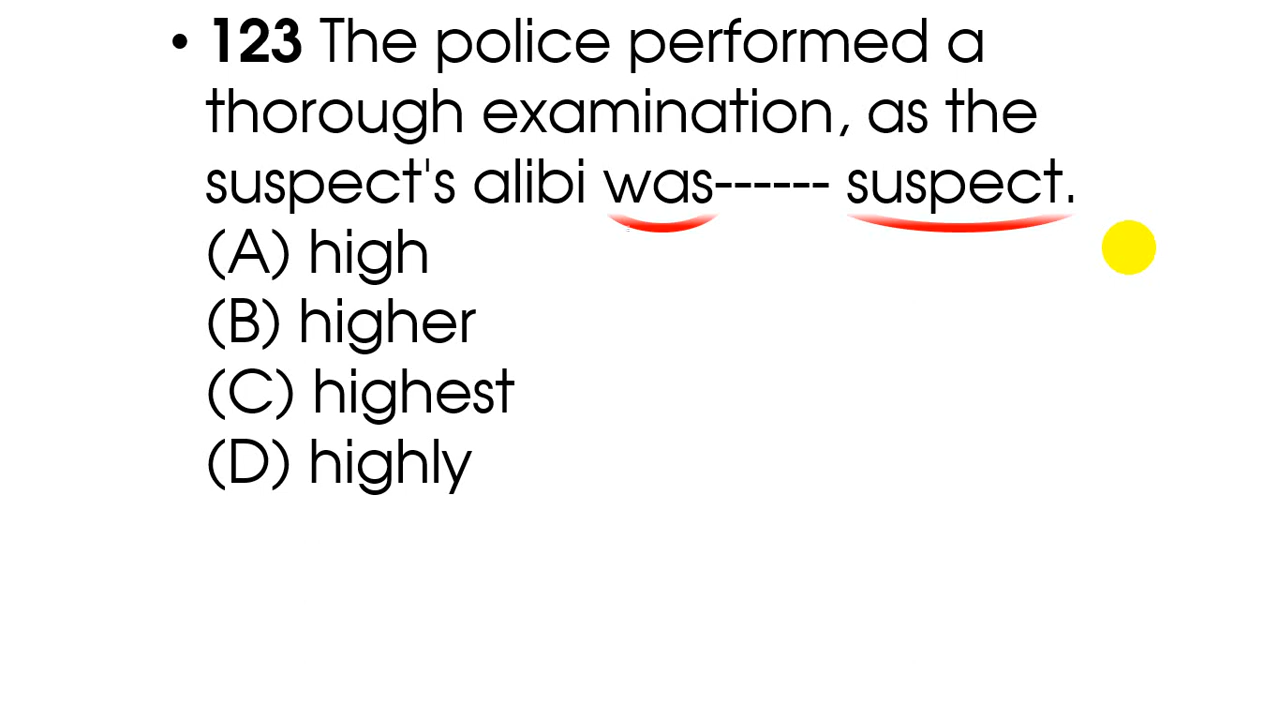 • 123 The police performed a
thorough examination, as the
suspect's alibi was------ suspect.
(A) high
(B) higher
(C) highest
(D) highly